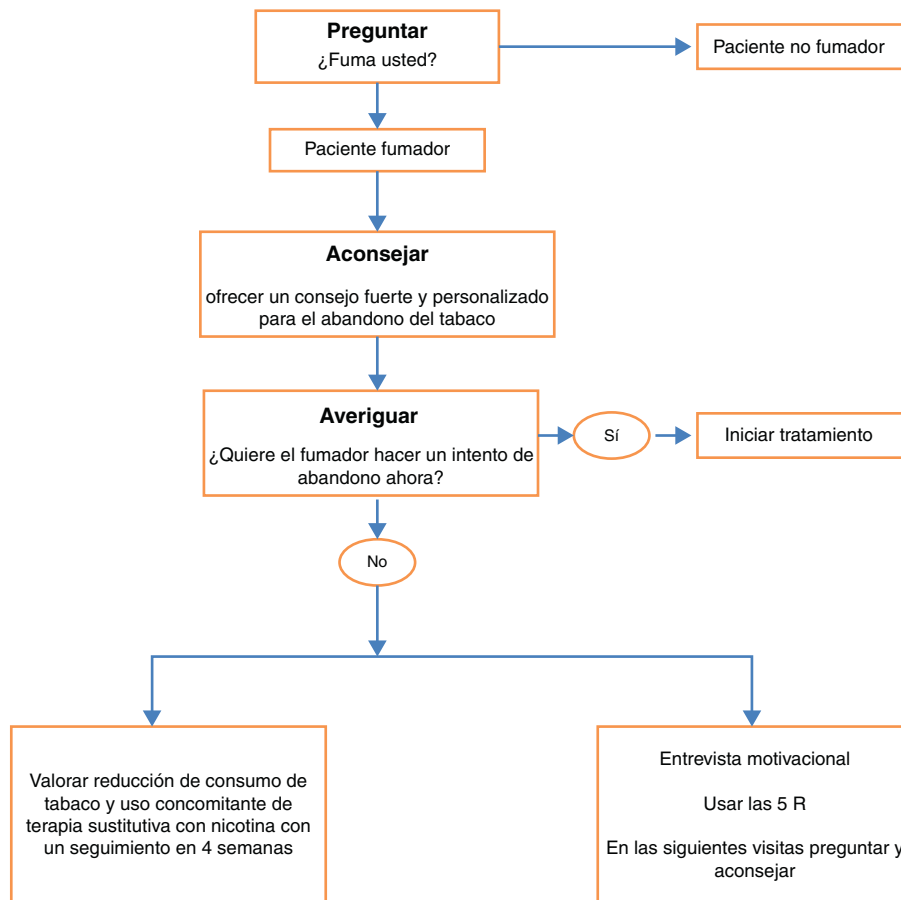 Preguntar
¿Fuma usted?
Paciente no fumador
Paciente fumador
Aconsejar
ofrecer un consejo fuerte y personalizado
para el abandono del tabaco
Averiguar
¿Quiere el fumador hacer un intento de
abandono ahora?
Sí
Iniciar tratamiento
No
Valorar reducción de consumo de
tabaco y uso concomitante de
terapia sustitutiva con nicotina con
un seguimiento en 4 semanas
Entrevista motivacional
Usar las 5 R
En las siguientes visitas preguntar y
aconsejar